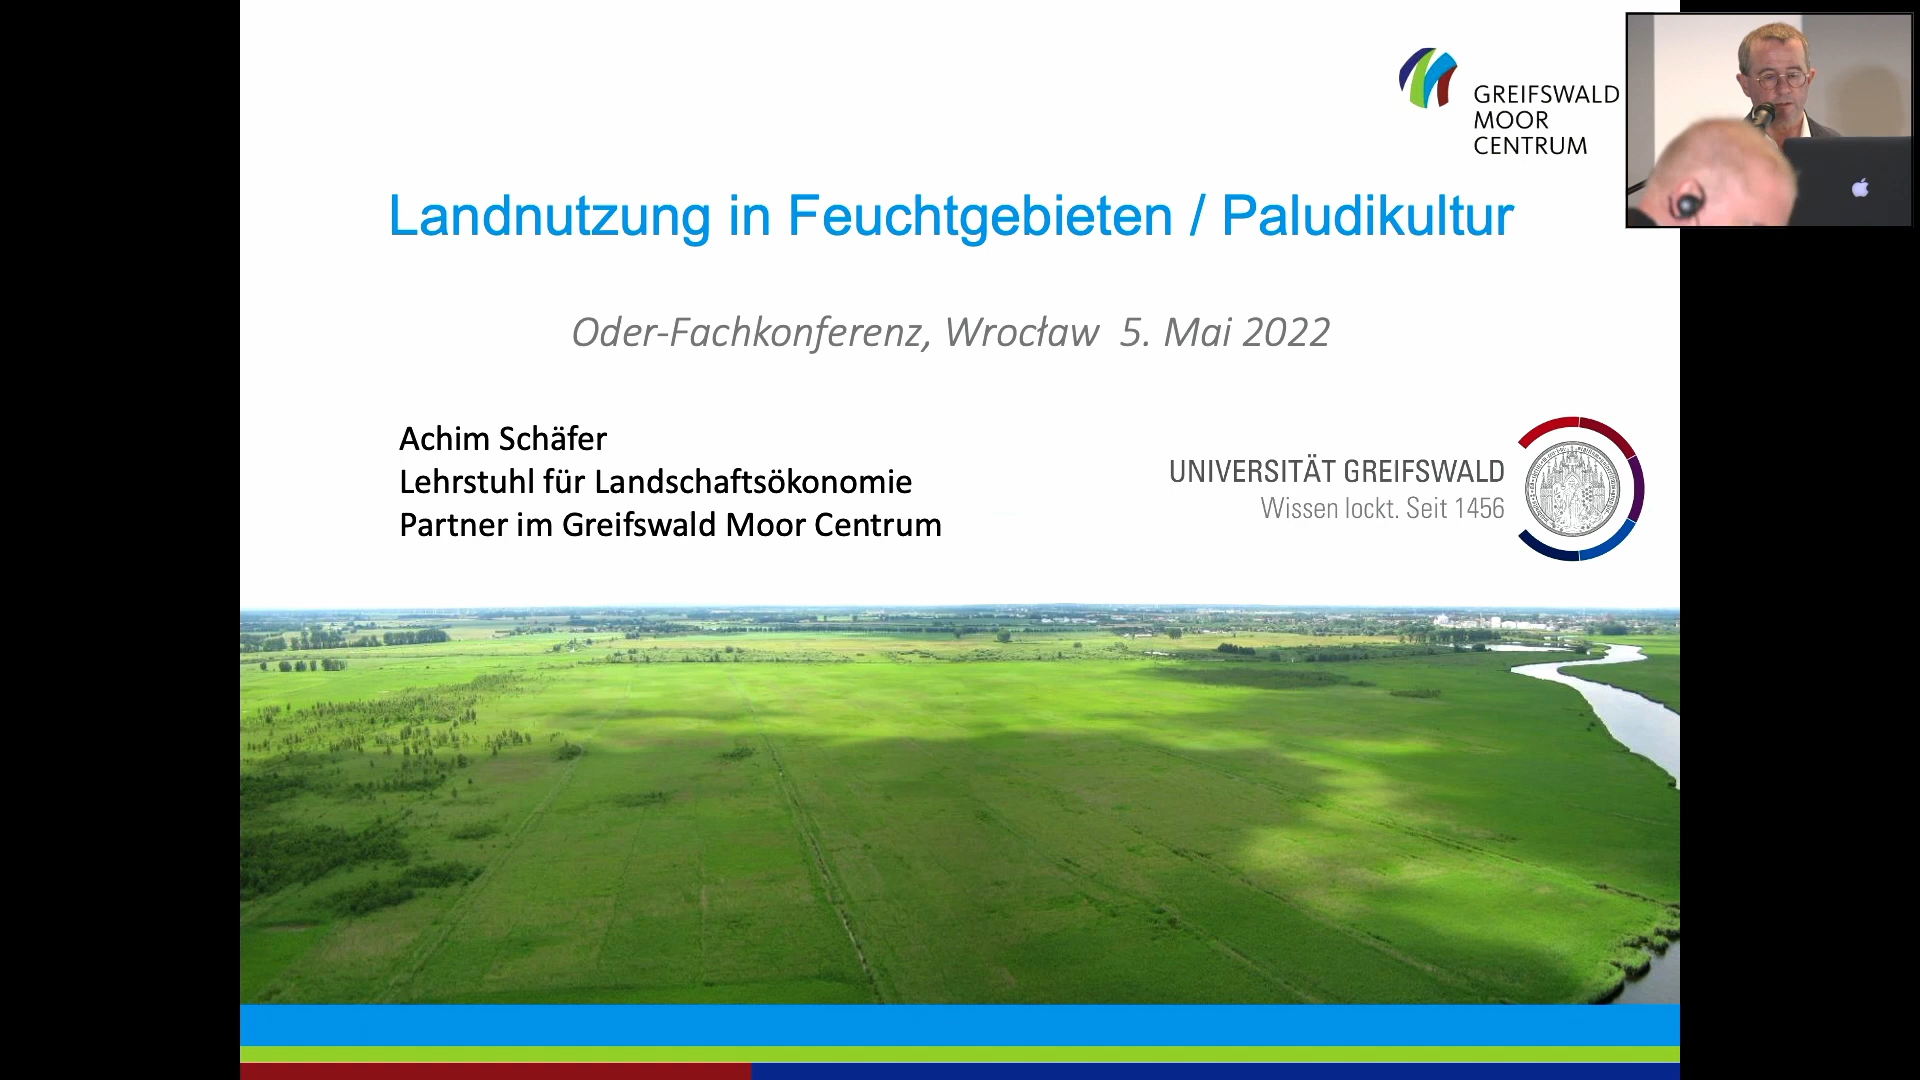 GREIFSWALD
MOOR
CENTRUM
Landnutzung in Feuchtgebieten / Paludikultur
Oder-Fachkonferenz, Wrocław 5. Mai 2022
Achim Schäfer
Lehrstuhl für Landschaftsökonomie
Partner im Greifswald Moor Centrum
UNIVERSITÄT GREIFSWALD
Wissen lockt. Seit 1456